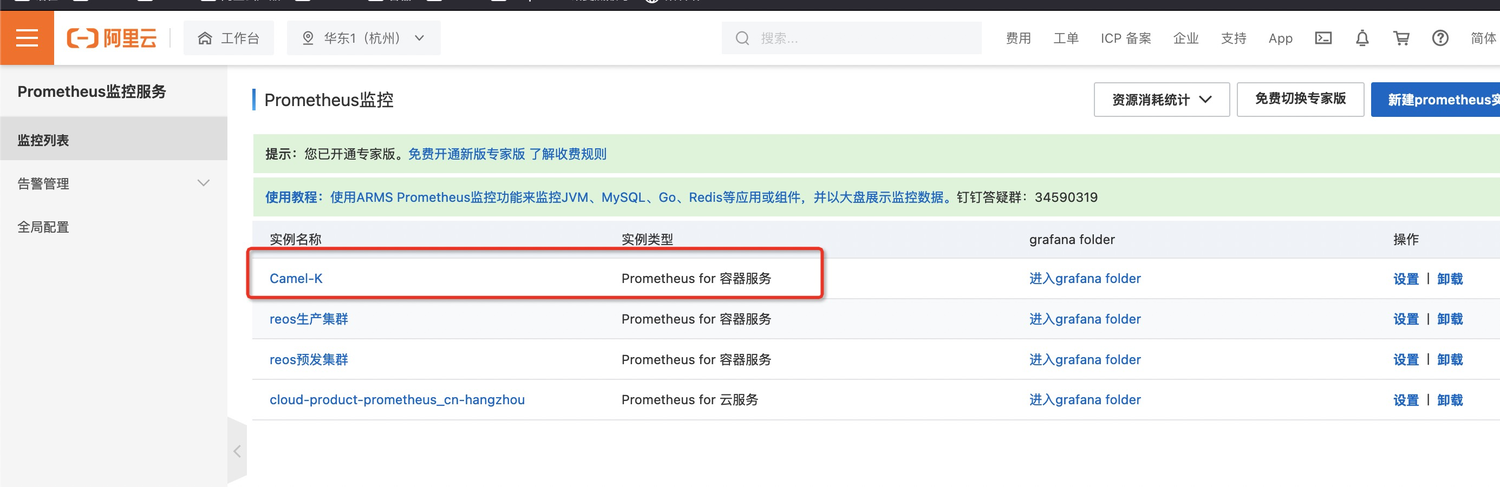 阿里云 工作台 华东1（杭州） 搜索... 费用 工单 ICP 备案 企业 支持 App 简体
Prometheus监控服务
监控列表
告警管理
全局配置
Prometheus监控 资源消耗统计 免费切换专家版 新建prometheus实
提示：您已开通专家版。免费开通新版专家版 了解收费规则
使用教程：使用ARMS Prometheus监控功能来监控JVM、MySQL、Go、Redis等应用或组件，并以大盘展示监控数据。钉钉答疑群：34590319
实例名称 实例类型 grafana folder 操作
Camel-K Prometheus for 容器服务 进入grafana folder 设置 | 卸载
reos生产集群 Prometheus for 容器服务 进入grafana folder 设置 | 卸载
reos预发集群 Prometheus for 容器服务 进入grafana folder 设置 | 卸载
cloud-product-prometheus_cn-hangzhou Prometheus for 云服务 进入grafana folder 设置 | 卸载